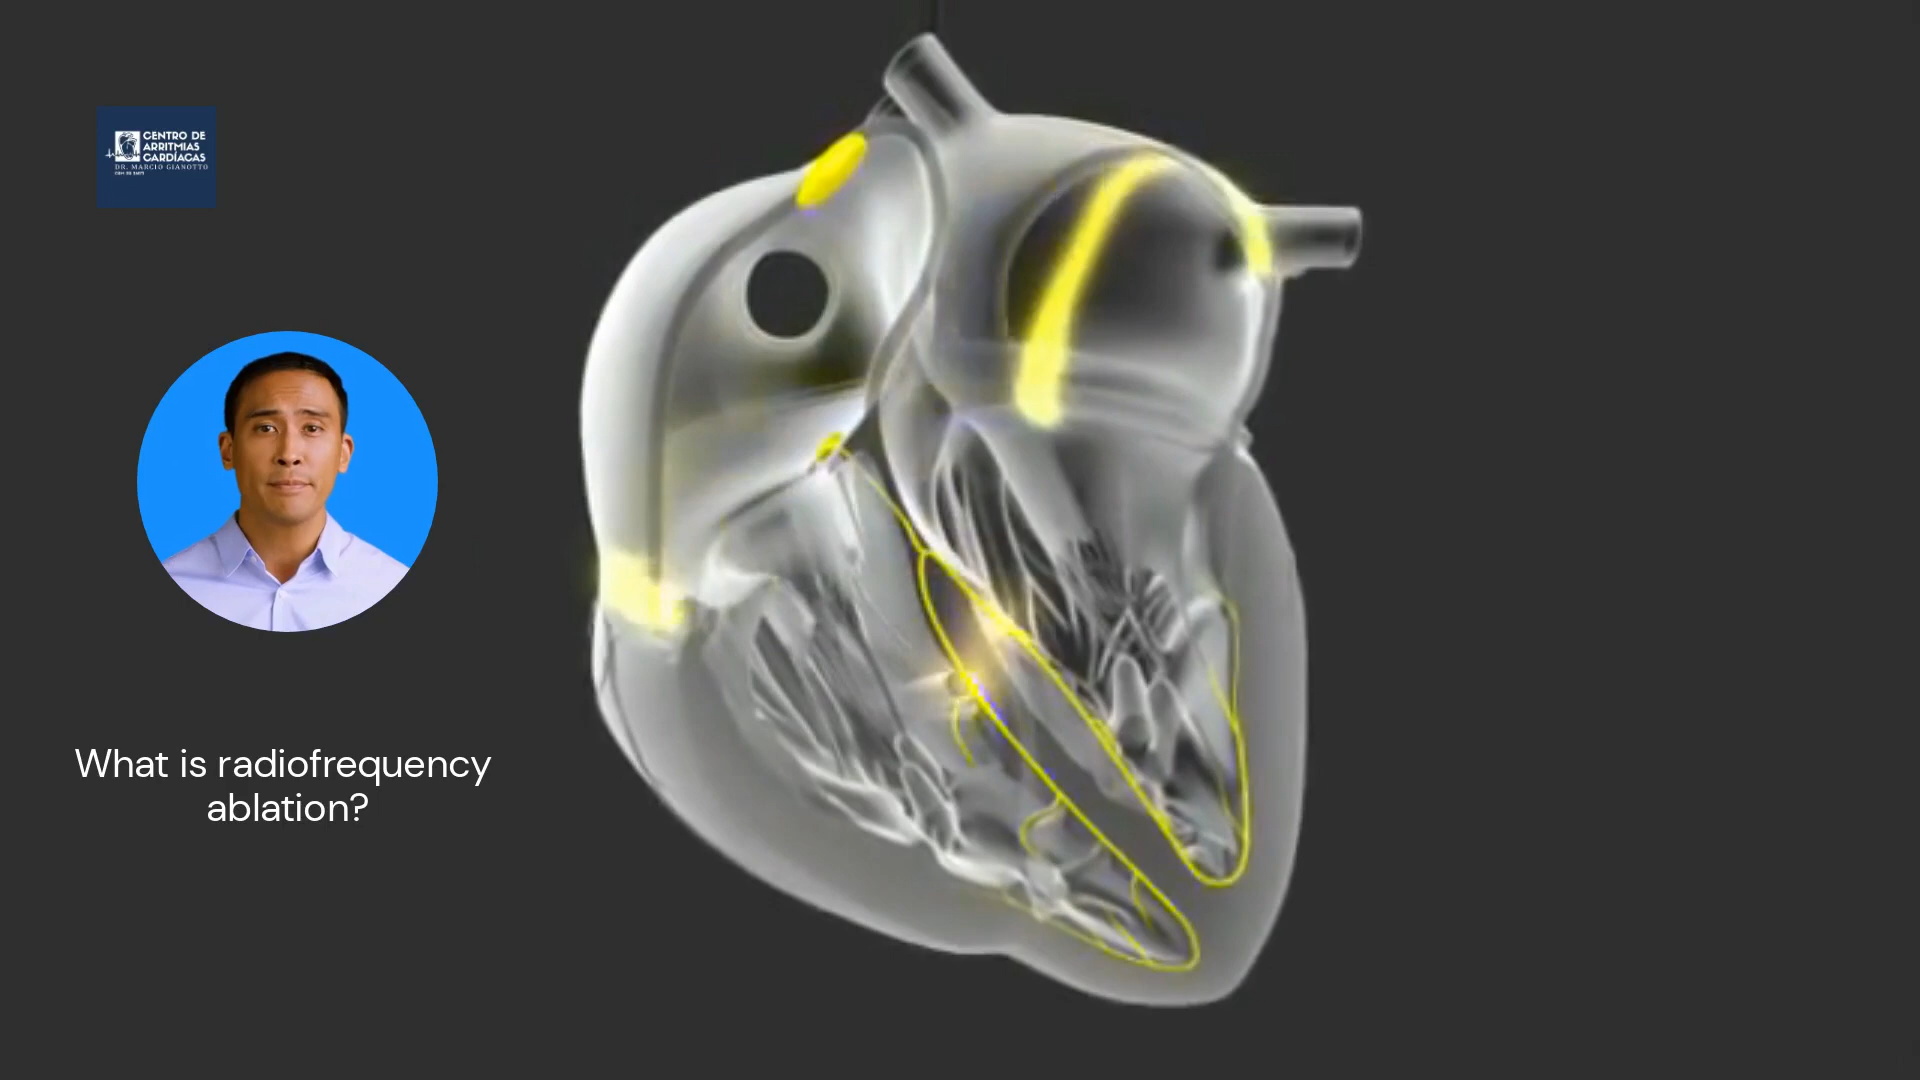 CENTRO DE
ARRITMIAS
CARDÍACAS
DR. MARCIO GIANOTTO
What is radiofrequency
ablation?